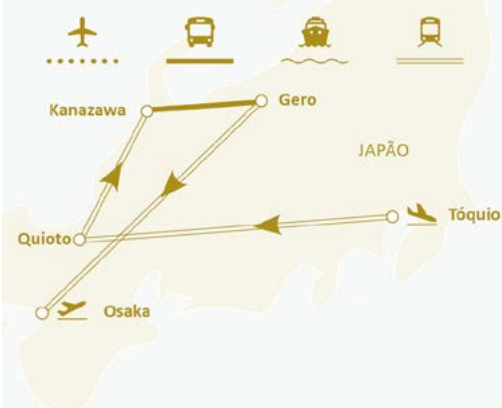 Kanazawa
Gero
JAPÃO
Tóquio
Quioto
Osaka